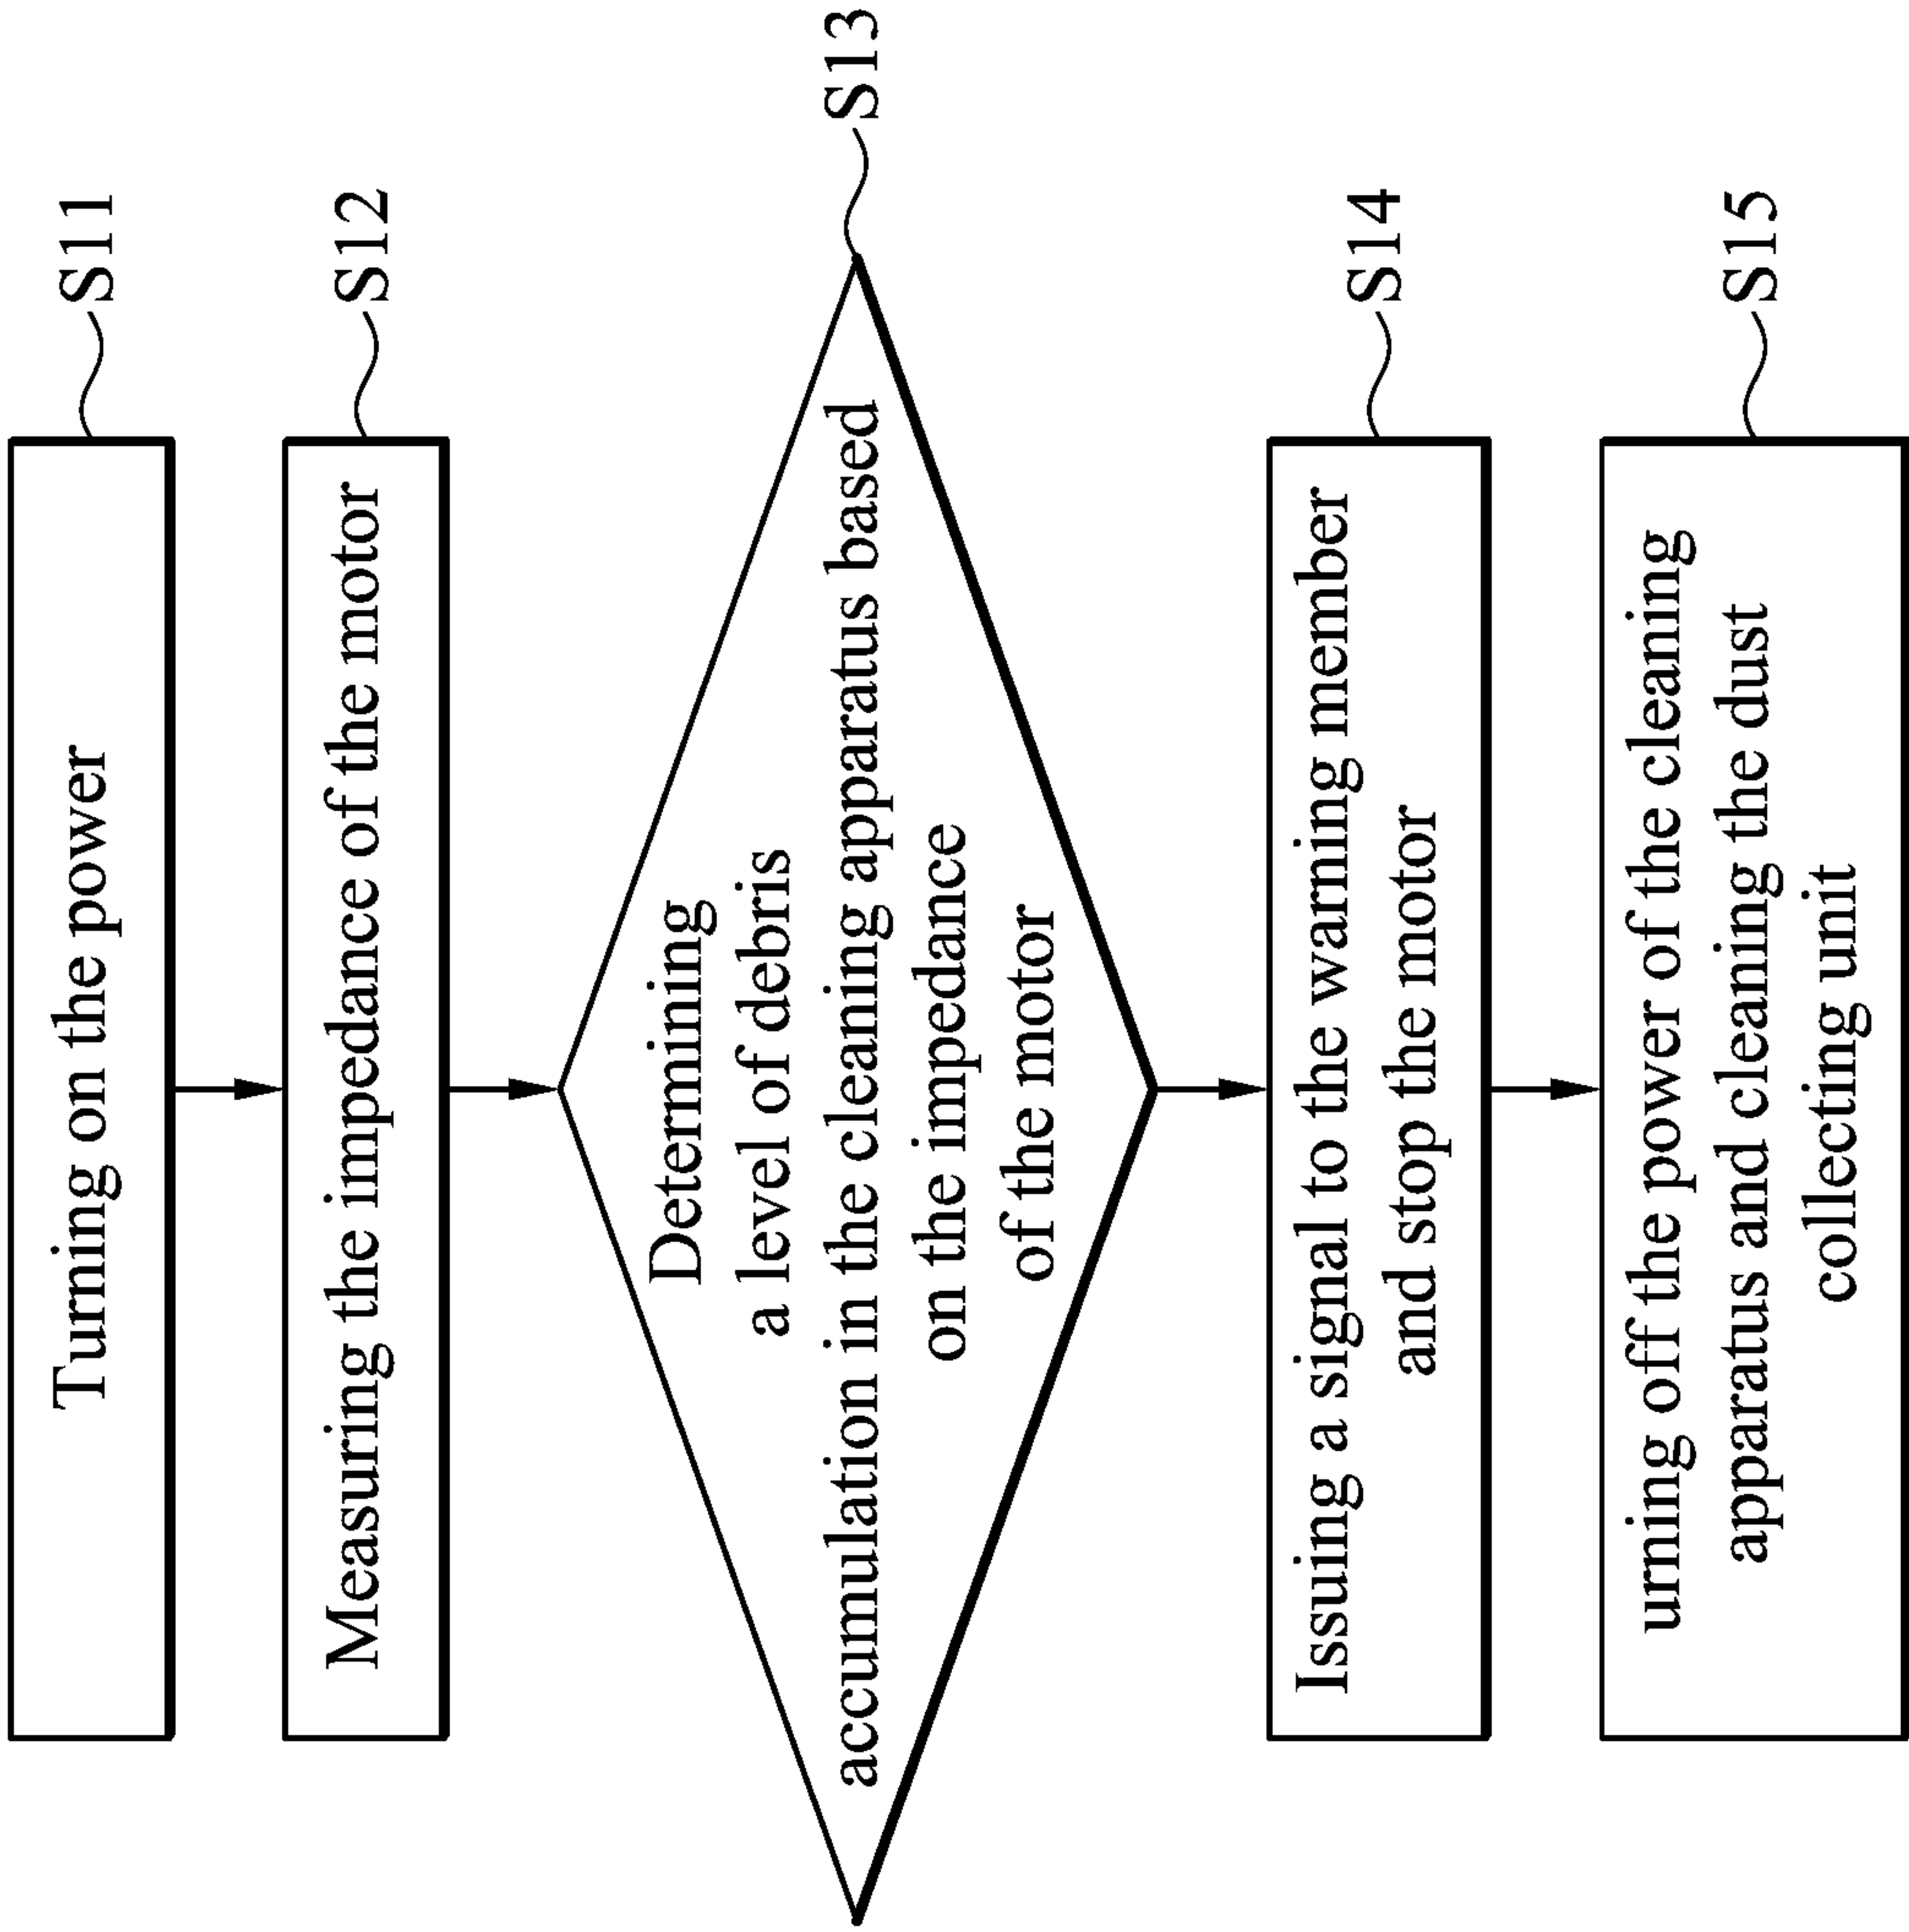 Turning on the power
S11
Measuring the impedance of the motor
S12
Determining
a level of debris
accumulation in the cleaning apparatus based
on the impedance
of the motor
S13
Issuing a signal to the warning member
and stop the motor
S14
urning off the power of the cleaning
apparatus and cleaning the dust
collecting unit
S15